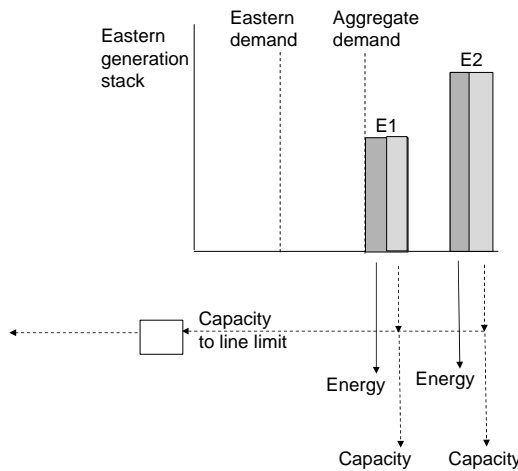 Eastern
generation
stack
Eastern
demand
Aggregate
demand
E1
E2
Capacity
to line limit
Energy
Energy
Capacity
Capacity